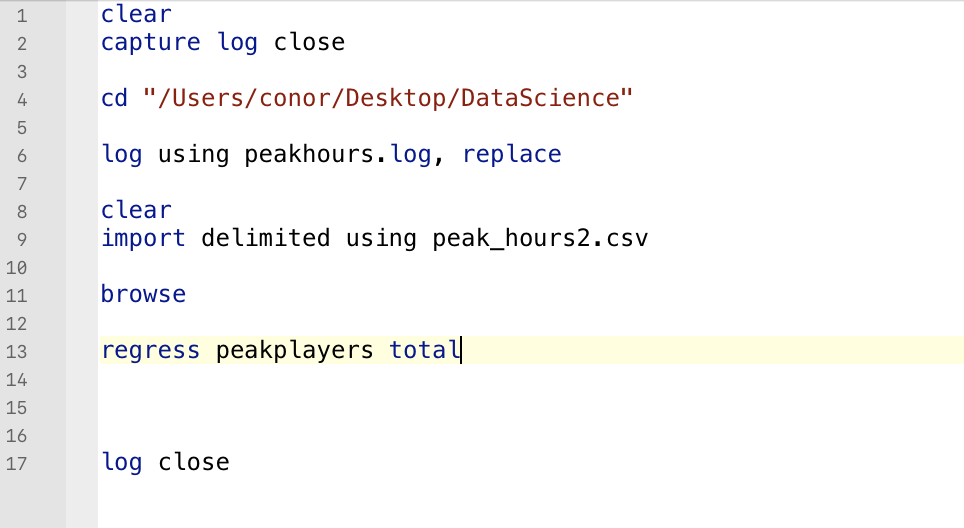 1 clear
2 capture log close
3
4 cd "/Users/conor/Desktop/DataScience"
5
6 log using peakhours.log, replace
7
8 clear
9 import delimited using peak_hours2.csv
10
11 browse
12
13 regress peakplayers total
14
15
16
17 log close